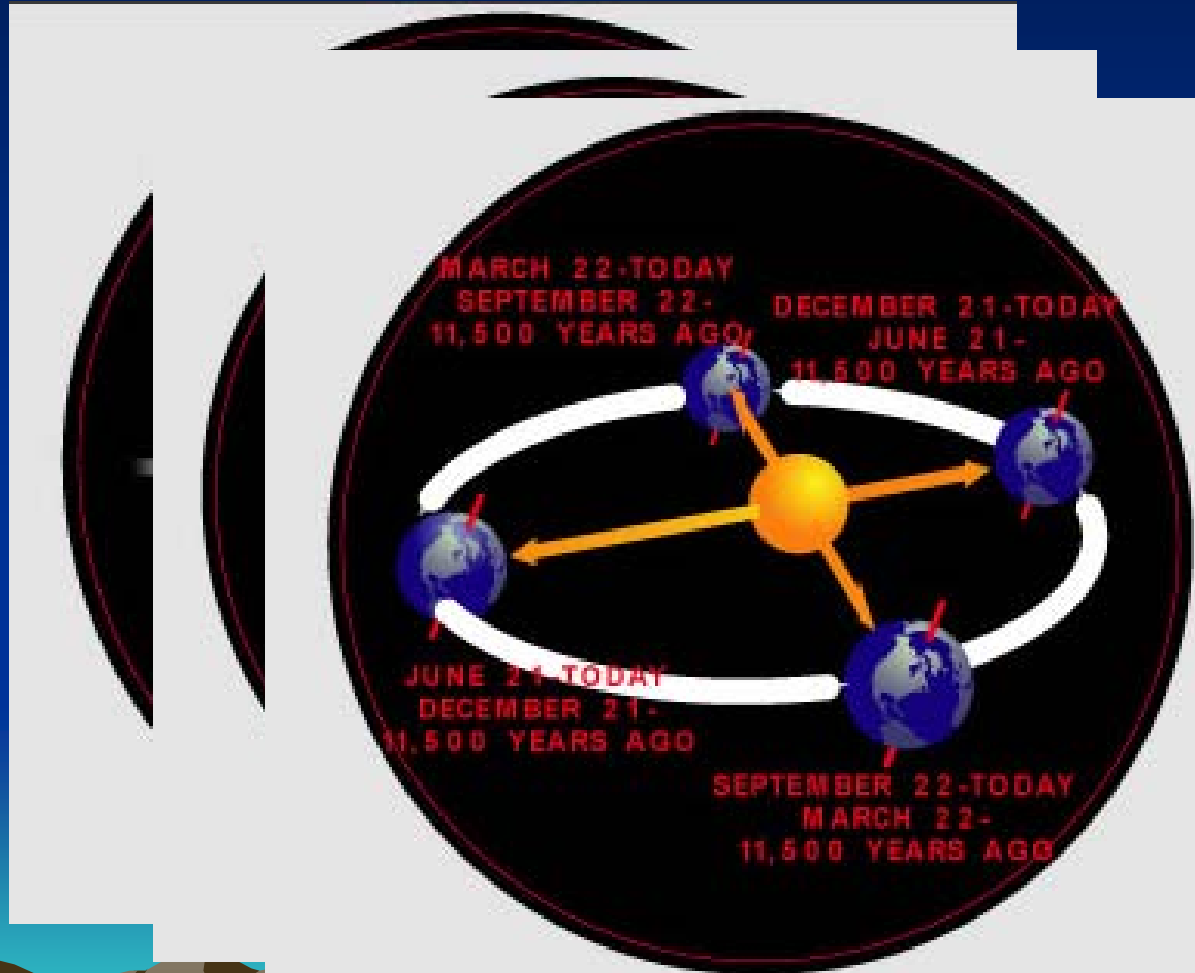 MARCH 22-TODAY
SEPTEMBER 22-
11,500 YEARS AGO
DECEMBER 21-TODAY
JUNE 21-
11,500 YEARS AGO
JUNE 21-TODAY
DECEMBER 21-
11,500 YEARS AGO
SEPTEMBER 22-TODAY
MARCH 22-
11,500 YEARS AGO